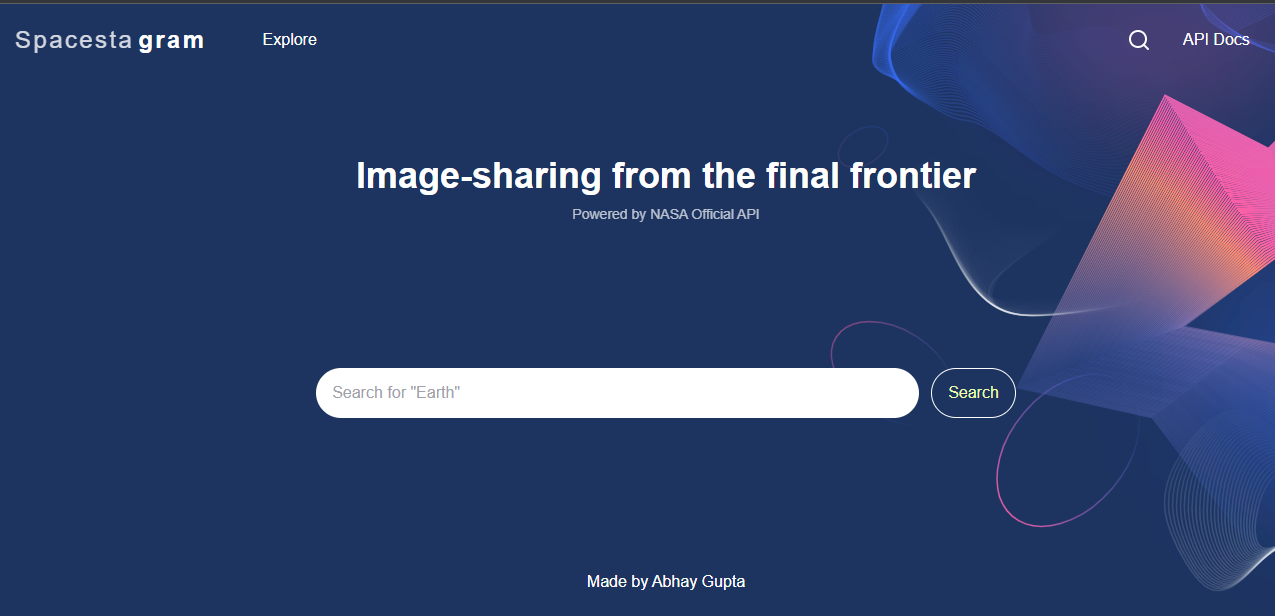 Spacesta gram Explore API Docs
Image-sharing from the final frontier
Powered by NASA Official API
Search for "Earth" Search
Made by Abhay Gupta